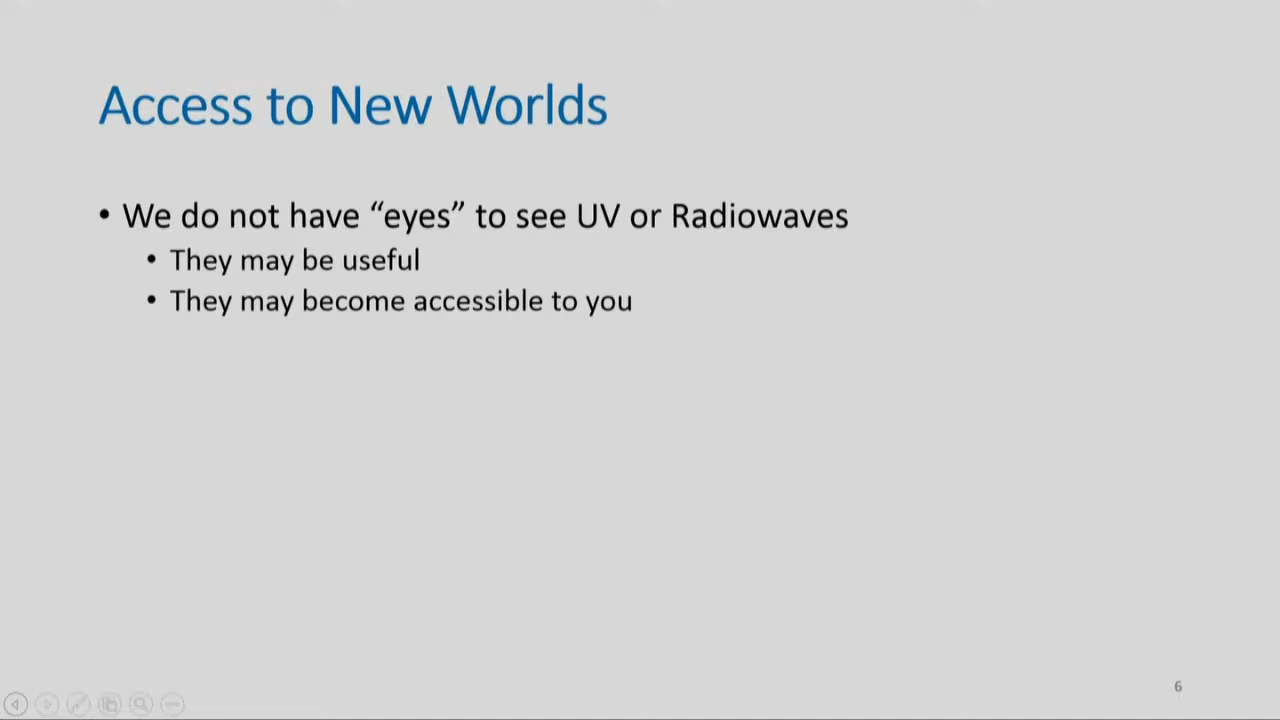 Access to New Worlds
• We do not have “eyes” to see UV or Radiowaves
• They may be useful
• They may become accessible to you
6